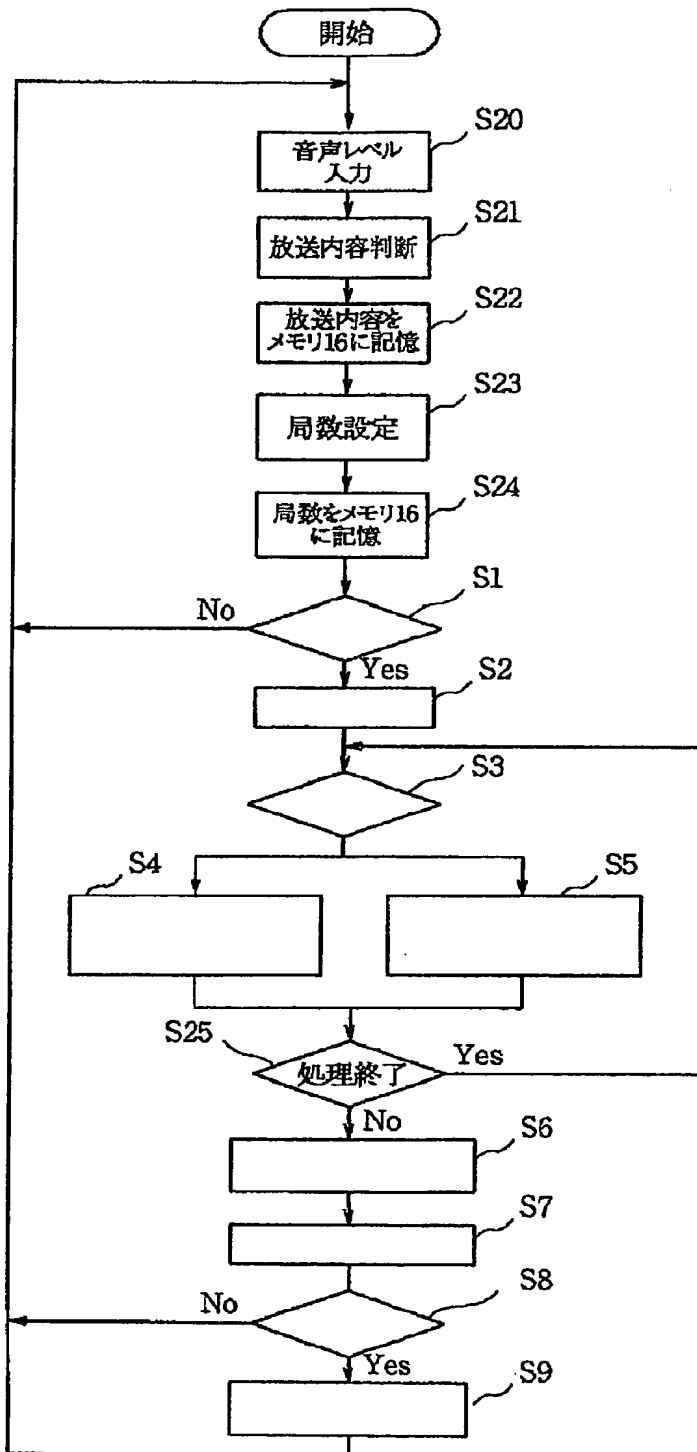 開始
S20
音声レベル
入力
S21
放送内容判断
S22
放送内容を
メモリ16に記憶
S23
局数設定
S24
局数をメモリ16
に記憶
S1
No
Yes
S2
S3
S4
S5
S25
処理終了
Yes
No
S6
S7
S8
No
Yes
S9